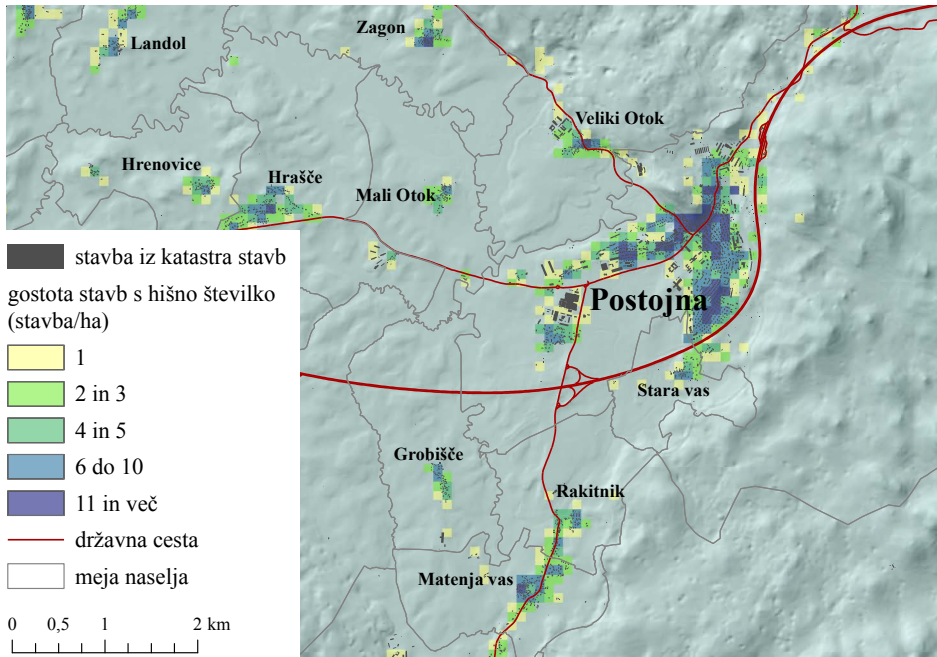 Zagon
Landol
Veliki Otok
Hrenovice
Hrašče
Mali Otok
Postojna
Stara vas
Grobišče
Rakitnik
Matenja vas
stavba iz katastra stavb
gostota stavb s hišno številko
(stavba/ha)
1
2 in 3
4 in 5
6 do 10
11 in več
državna cesta
meja naselja
0 0,5 1 2 km